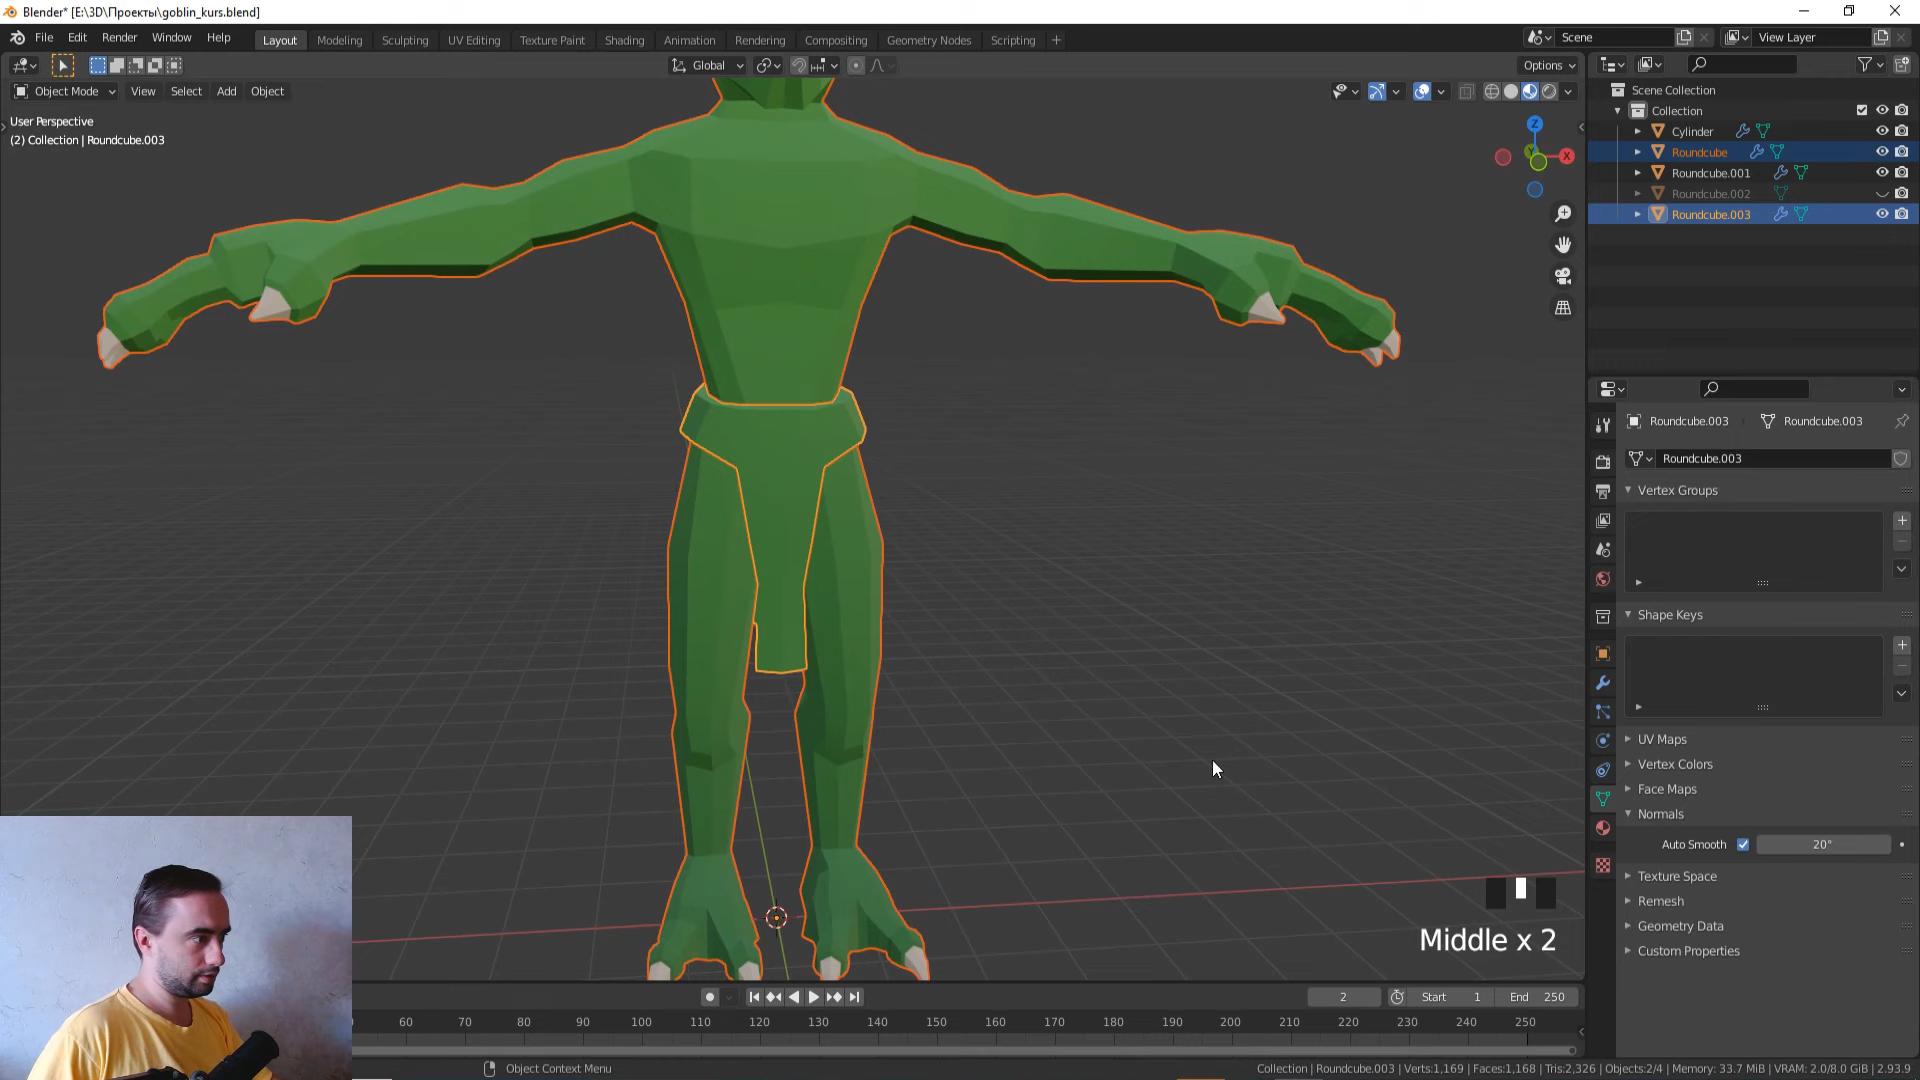 Blender* [E:\3D\Проекты\goblin_kurs.blend]
File Edit Render Window Help Layout Modeling Sculpting UV Editing Texture Paint Shading Animation Rendering Compositing Geometry Nodes Scripting + Scene View Layer
Global Options
Object Mode View Select Add Object
User Perspective
(2) Collection | Roundcube.003
Z
X
Y
Scene Collection
Collection
Cylinder
Roundcube
Roundcube.001
Roundcube.002
Roundcube.003
Roundcube.003 Roundcube.003
Roundcube.003
Vertex Groups
Shape Keys
UV Maps
Vertex Colors
Face Maps
Normals
Auto Smooth 20°
Texture Space
Remesh
Geometry Data
Custom Properties
Middle x 2
2 Start 1 End 250
60 70 80 90 100 110 120 130 140 150 160 170 180 190 200 210 220 230 240 250
Object Context Menu
Collection | Roundcube.003 | Verts:1,169 | Faces:1,168 | Tris:2,326 | Objects:2/4 | Memory: 33.7 MiB | VRAM: 2.0/8.0 GiB | 2.93.9